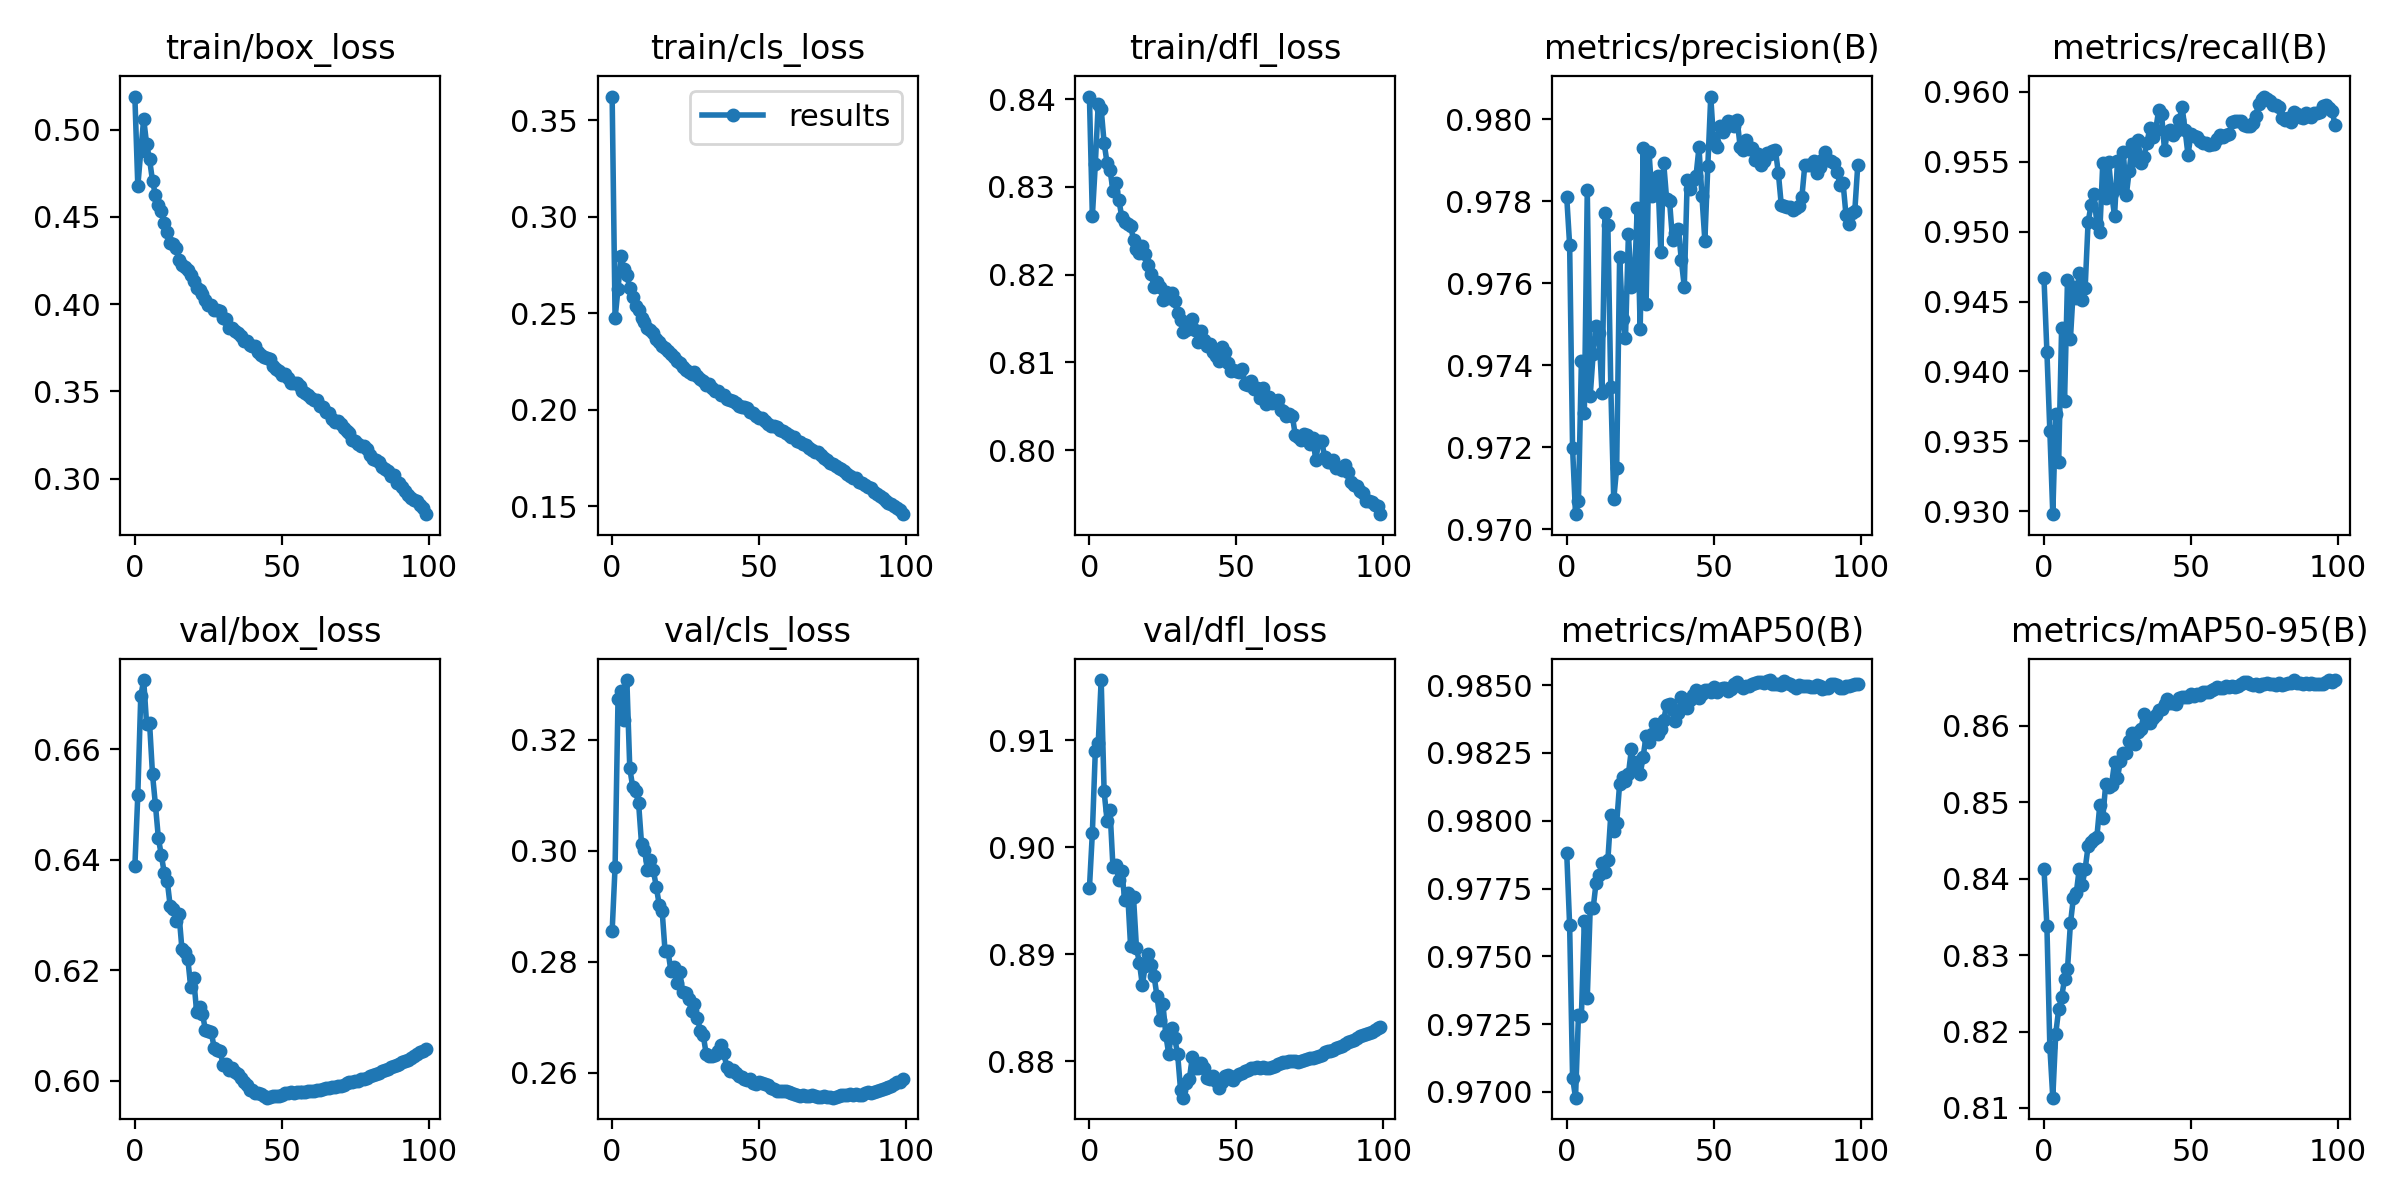 train/box_loss
0.50
0.45
0.40
0.35
0.30
0 50 100
train/cls_loss
results
0.35
0.30
0.25
0.20
0.15
0 50 100
train/dfl_loss
0.84
0.83
0.82
0.81
0.80
0 50 100
metrics/precision(B)
0.980
0.978
0.976
0.974
0.972
0.970
0 50 100
metrics/recall(B)
0.960
0.955
0.950
0.945
0.940
0.935
0.930
0 50 100
val/box_loss
0.66
0.64
0.62
0.60
0 50 100
val/cls_loss
0.32
0.30
0.28
0.26
0 50 100
val/dfl_loss
0.91
0.90
0.89
0.88
0 50 100
metrics/mAP50(B)
0.9850
0.9825
0.9800
0.9775
0.9750
0.9725
0.9700
0 50 100
metrics/mAP50-95(B)
0.86
0.85
0.84
0.83
0.82
0.81
0 50 100